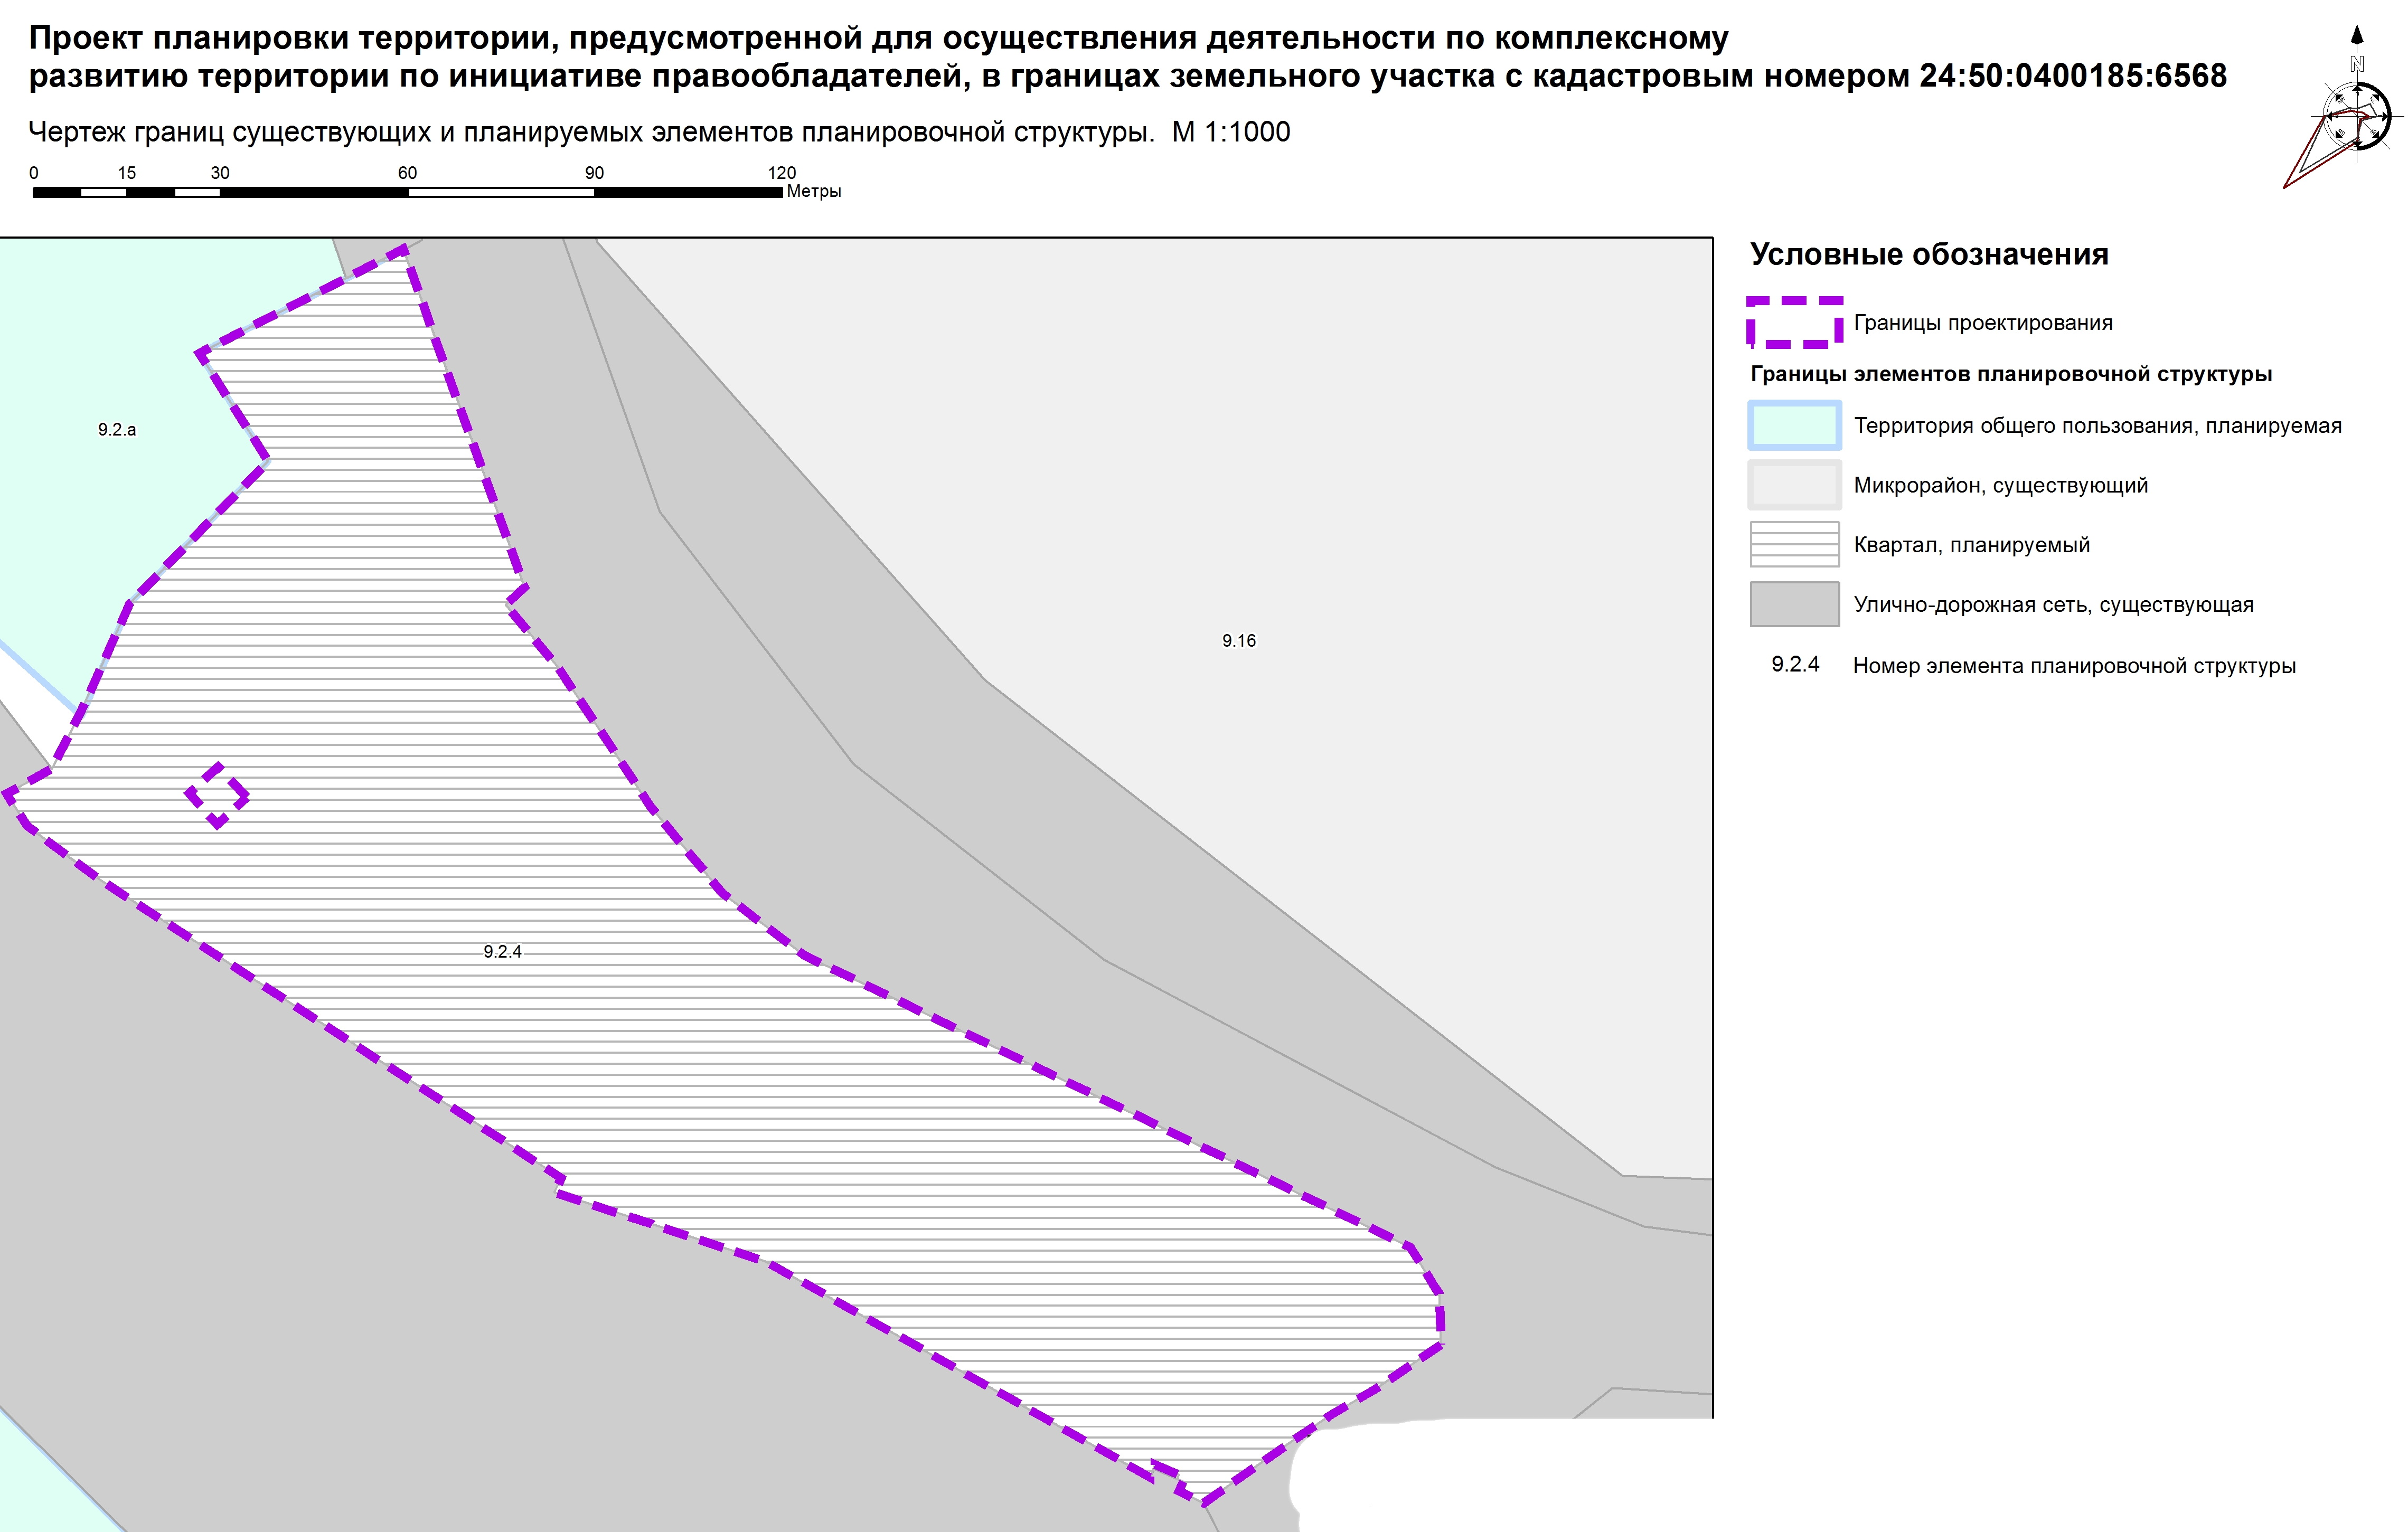 Проект планировки территории, предусмотренной для осуществления деятельности по комплексному
развитию территории по инициативе правообладателей, в границах земельного участка с кадастровым номером 24:50:0400185:6568
N
Чертеж границ существующих и планируемых элементов планировочной структуры. М 1:1000
0 15 30 60 90 120
Метры
Условные обозначения
Границы проектирования
Границы элементов планировочной структуры
Территория общего пользования, планируемая
Микрорайон, существующий
Квартал, планируемый
Улично-дорожная сеть, существующая
9.2.4 Номер элемента планировочной структуры
9.2.а
9.16
9.2.4